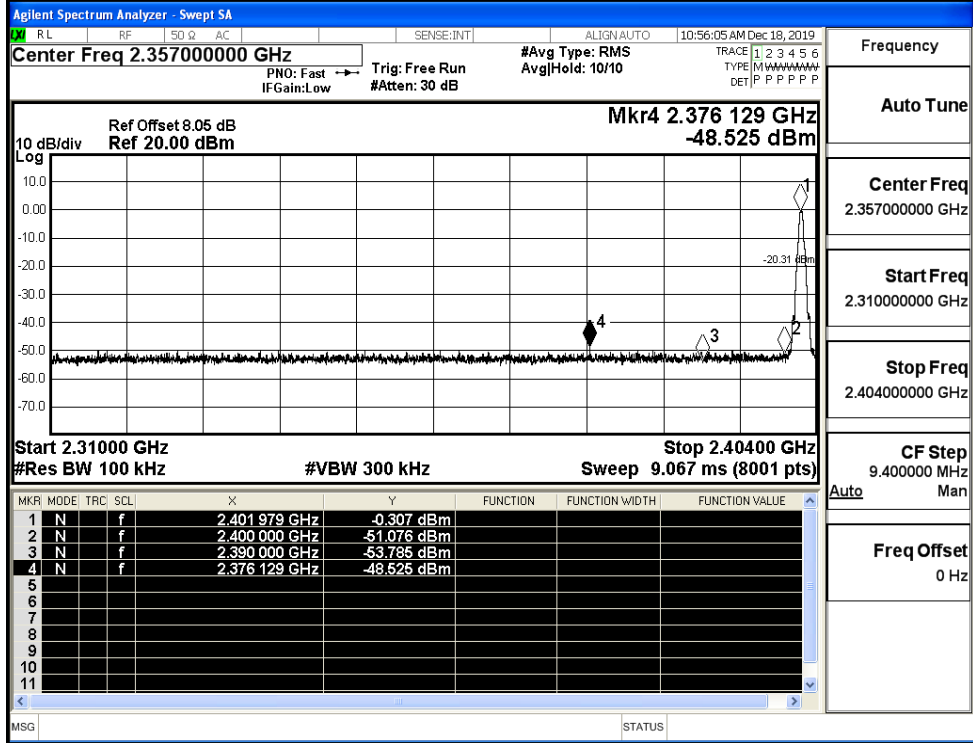 Agilent Spectrum Analyzer - Swept SA
LXI RL RF 50 Ω AC SENSE:INT ALIGN AUTO 10:56:05 AM Dec 18, 2019
Center Freq 2.357000000 GHz
PNO: Fast
IFGain:Low
Trig: Free Run
#Atten: 30 dB
#Avg Type: RMS
Avg|Hold: 10/10
TRACE 1 2 3 4 5 6
TYPE M W W W W W
DET P P P P P P
Mkr4 2.376 129 GHz
-48.525 dBm
Ref Offset 8.05 dB
10 dB/div Ref 20.00 dBm
Log
10.0
0.00
-10.0
-20.0
-30.0
-40.0
-50.0
-60.0
-70.0
1
-20.31 dBm
4
3
2
Start 2.31000 GHz Stop 2.40400 GHz
#Res BW 100 kHz #VBW 300 kHz Sweep 9.067 ms (8001 pts)
MKR MODE TRC SCL X Y FUNCTION FUNCTION WIDTH FUNCTION VALUE
1 N f 2.401 979 GHz -0.307 dBm
2 N f 2.400 000 GHz -51.076 dBm
3 N f 2.390 000 GHz -53.785 dBm
4 N f 2.376 129 GHz -48.525 dBm
5
6
7
8
9
10
11
MSG STATUS
Frequency
Auto Tune
Center Freq
2.357000000 GHz
Start Freq
2.310000000 GHz
Stop Freq
2.404000000 GHz
CF Step
9.400000 MHz
Auto Man
Freq Offset
0 Hz